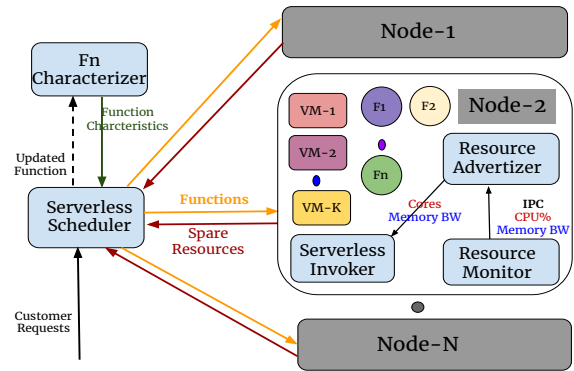 Node-1
Fn
Characterizer
Function
Charcteristics
Updated
Function
Serverless
Scheduler
Functions
Spare
Resources
Customer
Requests
VM-1
VM-2
VM-K
F1
F2
Fn
Node-2
Resource
Advertizer
Cores
Memory BW
IPC
CPU%
Memory BW
Serverless
Invoker
Resource
Monitor
Node-N